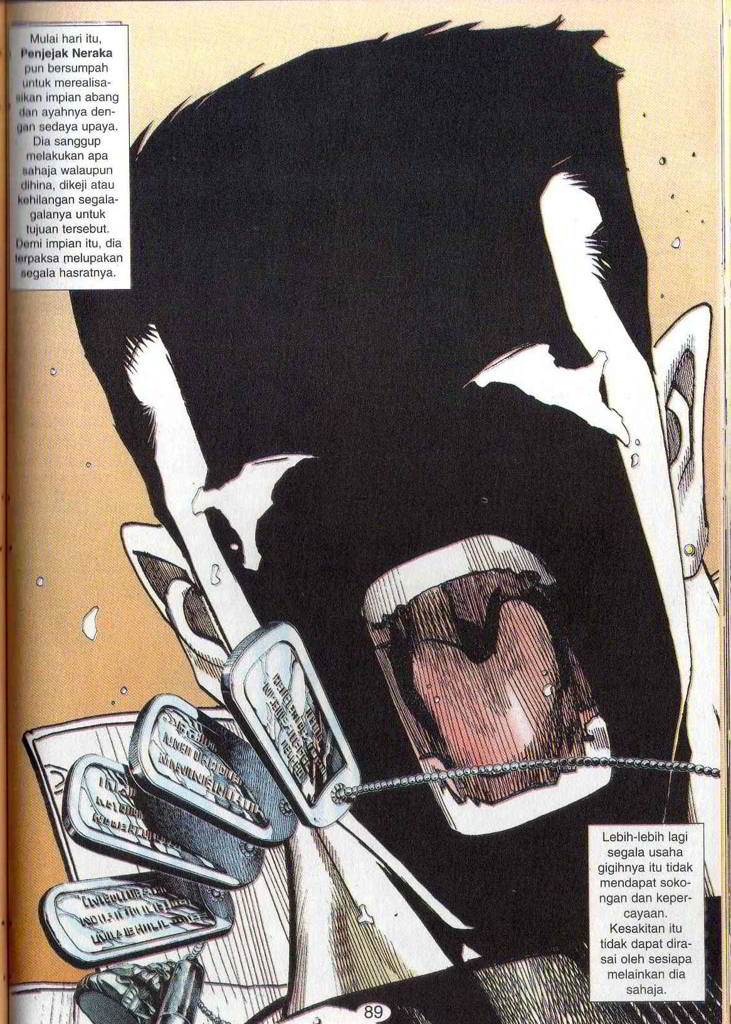 Mulai hari itu,
Penjejak Neraka
pun bersumpah
untuk merealisa-
sikan impian abang
dan ayahnya den-
gan sedaya upaya.
Dia sanggup
melakukan apa
sahaja walaupun
dihina, dikeji atau
kehilangan segala-
galanya untuk
tujuan tersebut.
Demi impian itu, dia
terpaksa melupakan
segala hasratnya.
Lebih-lebih lagi
segala usaha
gigihnya itu tidak
mendapat soko-
ngan dan keper-
cayaan.
Kesakitan itu
tidak dapat dira-
sai oleh sesiapa
melainkan dia
sahaja.
89